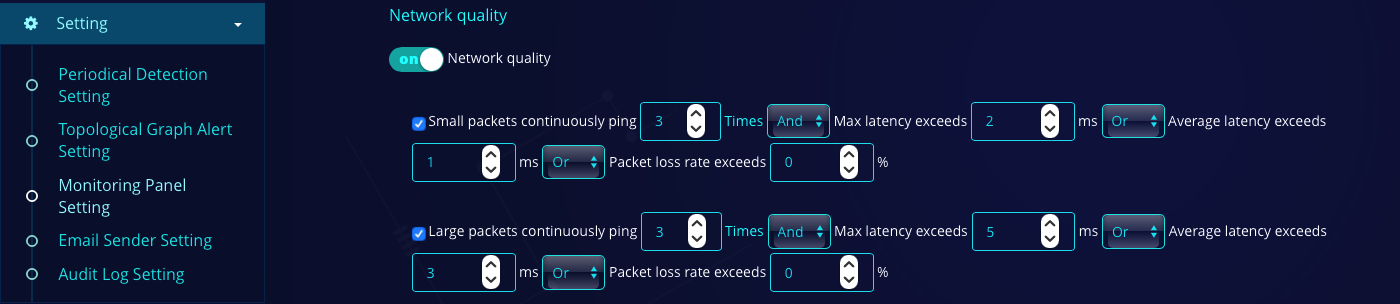 Setting
Periodical Detection
Setting
Topological Graph Alert
Setting
Monitoring Panel
Setting
Email Sender Setting
Audit Log Setting
Network quality
on Network quality
Small packets continuously ping 3 Times And Max latency exceeds 2 ms Or Average latency exceeds
1 ms Or Packet loss rate exceeds 0 %
Large packets continuously ping 3 Times And Max latency exceeds 5 ms Or Average latency exceeds
3 ms Or Packet loss rate exceeds 0 %